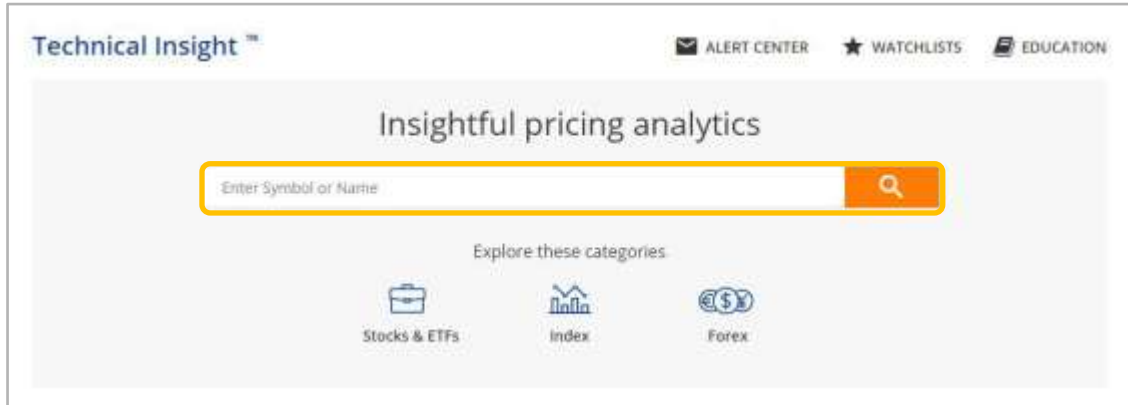 Technical Insight ™
ALERT CENTER WATCHLISTS EDUCATION
Insightful pricing analytics
Enter Symbol or Name
Explore these categories
Stocks & ETFs Index Forex